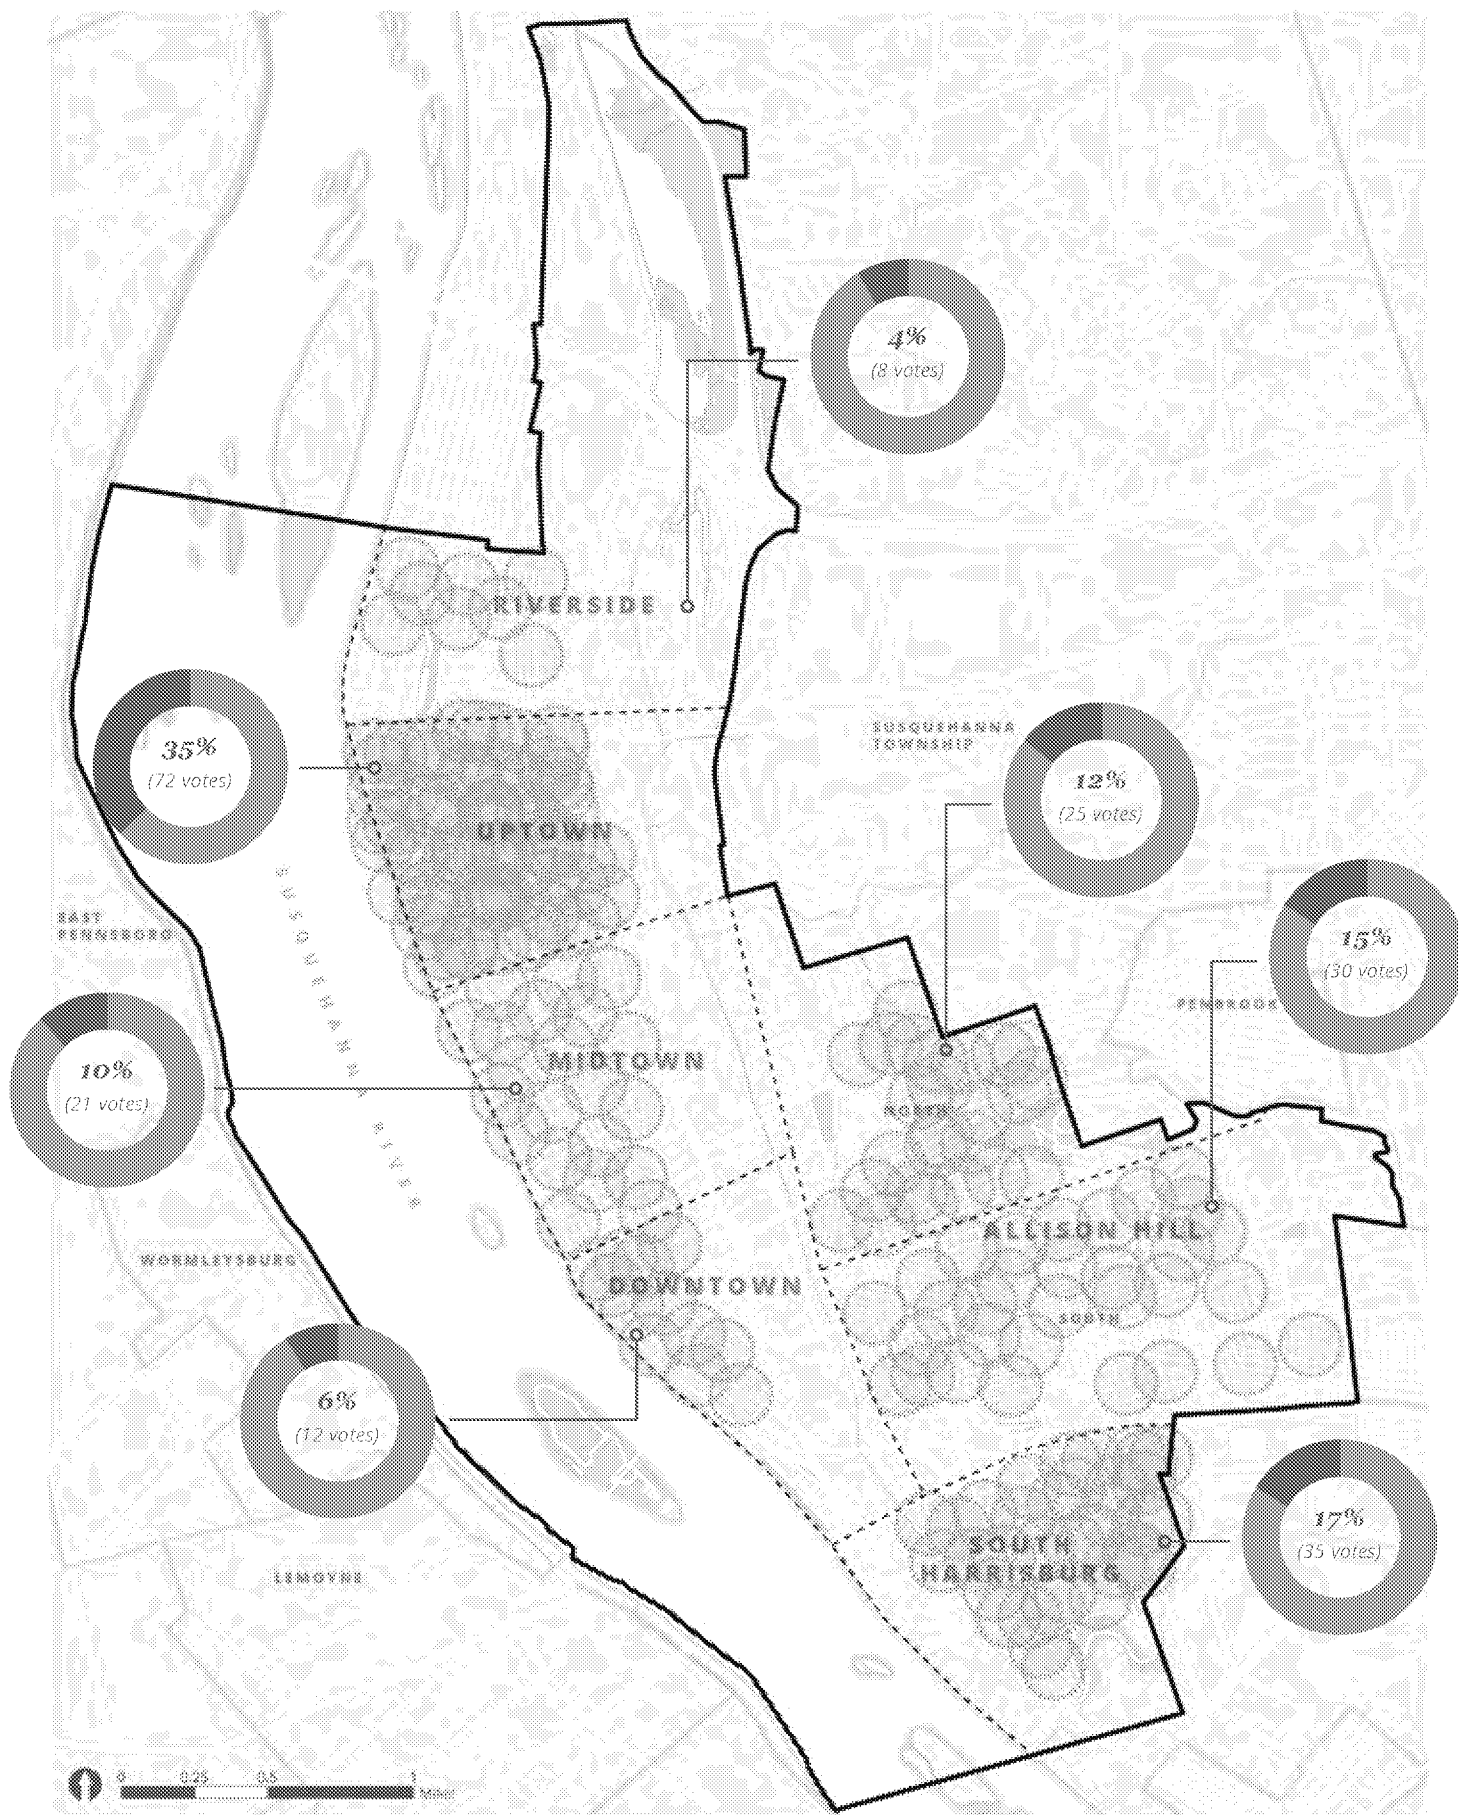 4%
(8 votes)
RIVERSIDE
35%
(72 votes)
SUSQUEHANNA
TOWNSHIP
12%
(25 votes)
UPTOWN
EAST
PENNSBORO
15%
(30 votes)
PENBROOK
SUSQUEHANNA RIVER
10%
(21 votes)
MIDTOWN
NORTH
ALLISON HILL
WORMLEYSBURG
DOWNTOWN
SOUTH
6%
(12 votes)
17%
(35 votes)
SOUTH
HARRISBURG
LEMOYNE
0 0.25 0.5 1
Miles